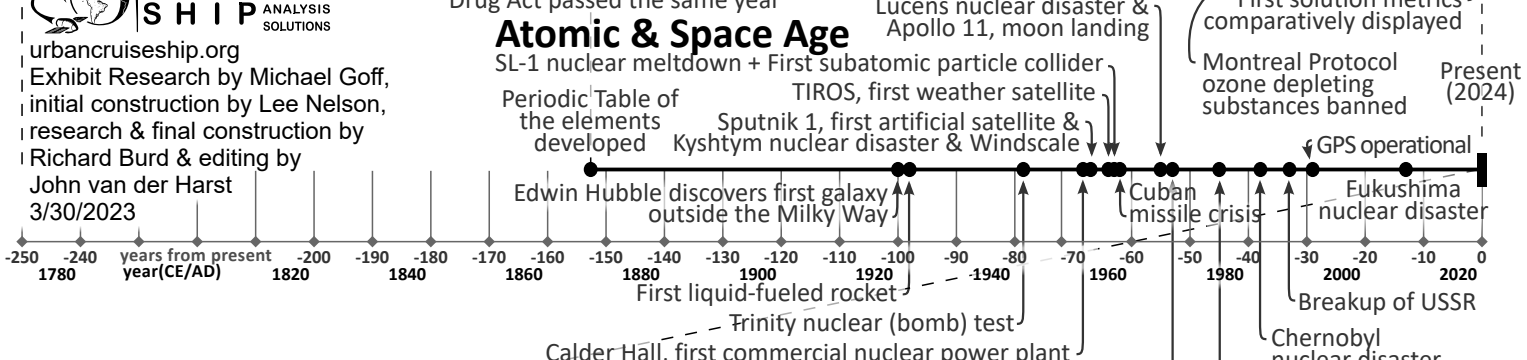 SHIP ANALYSIS
SOLUTIONS
urbancruiseship.org
Exhibit Research by Michael Goff,
initial construction by Lee Nelson,
research & final construction by
Richard Burd & editing by
John van der Harst
3/30/2023
Drug Act passed the same year
Atomic & Space Age
Lucens nuclear disaster &
Apollo 11, moon landing
First solution metrics
comparatively displayed
SL-1 nuclear meltdown + First subatomic particle collider
Montreal Protocol
ozone depleting
substances banned
Present
(2024)
TIROS, first weather satellite
Periodic Table of
the elements
developed
Sputnik 1, first artificial satellite &
Kyshtym nuclear disaster & Windscale
GPS operational
Edwin Hubble discovers first galaxy
outside the Milky Way
Cuban
missile crisis
Fukushima
nuclear disaster
-250 -240 years from present -200 -190 -180 -170 -160 -150 -140 -130 -120 -110 -100 -90 -80 -70 -60 -50 -40 -30 -20 -10 0
1780 year(CE/AD) 1820 1840 1860 1880 1900 1920 1940 1960 1980 2000 2020
First liquid-fueled rocket
Breakup of USSR
Trinity nuclear (bomb) test
Chernobyl
nuclear disaster
Calder Hall, first commercial nuclear power plant